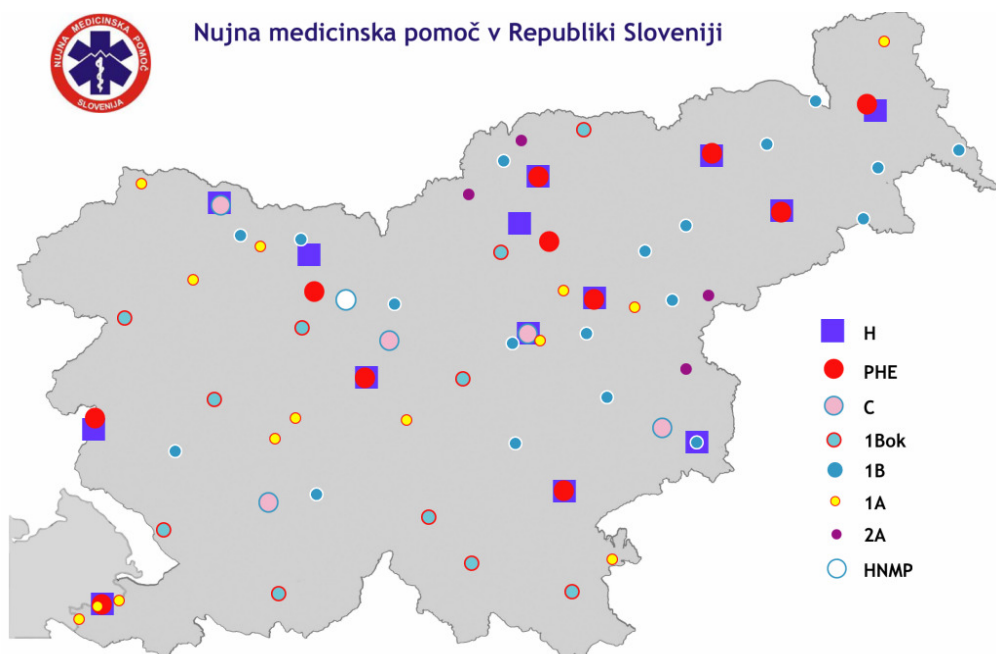 NUJNA MEDICINSKA POMOČ
SLOVENIJA
Nujna medicinska pomoč v Republiki Sloveniji
H
PHE
C
1Bok
1B
1A
2A
HNMP